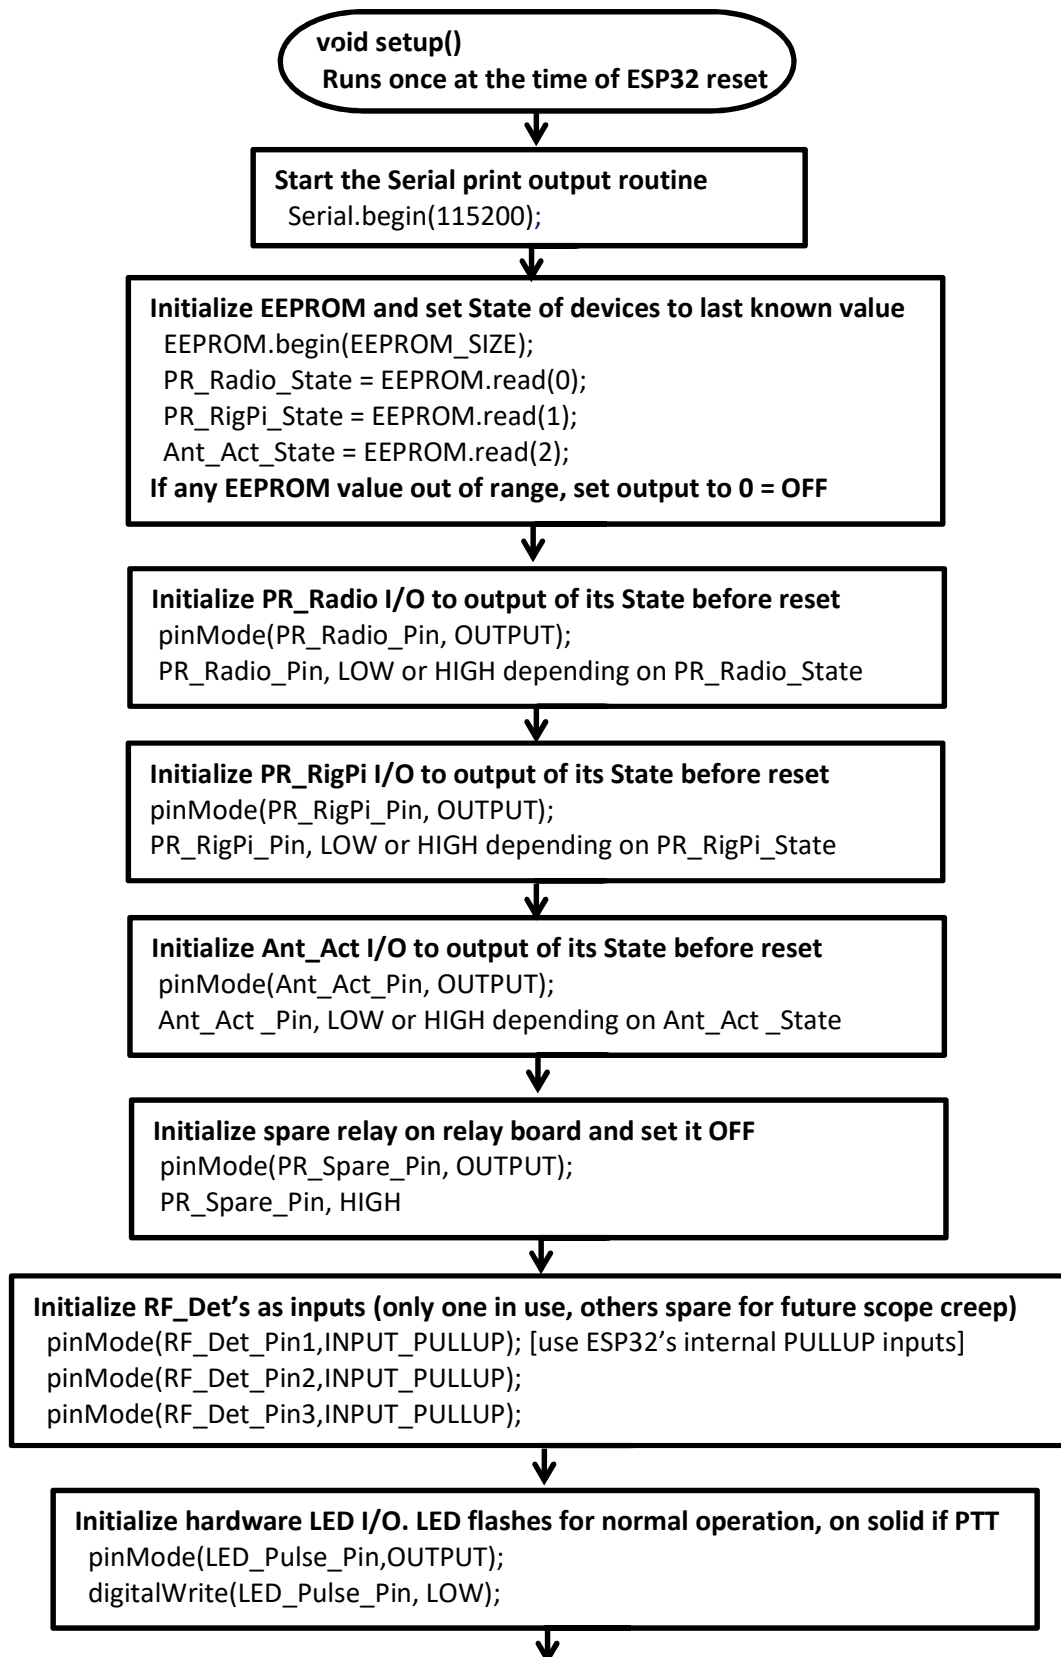 void setup()
Runs once at the time of ESP32 reset
Start the Serial print output routine
Serial.begin(115200);
Initialize EEPROM and set State of devices to last known value
EEPROM.begin(EEPROM_SIZE);
PR_Radio_State = EEPROM.read(0);
PR_RigPi_State = EEPROM.read(1);
Ant_Act_State = EEPROM.read(2);
If any EEPROM value out of range, set output to 0 = OFF
Initialize PR_Radio I/O to output of its State before reset
pinMode(PR_Radio_Pin, OUTPUT);
PR_Radio_Pin, LOW or HIGH depending on PR_Radio_State
Initialize PR_RigPi I/O to output of its State before reset
pinMode(PR_RigPi_Pin, OUTPUT);
PR_RigPi_Pin, LOW or HIGH depending on PR_RigPi_State
Initialize Ant_Act I/O to output of its State before reset
pinMode(Ant_Act_Pin, OUTPUT);
Ant_Act _Pin, LOW or HIGH depending on Ant_Act _State
Initialize spare relay on relay board and set it OFF
pinMode(PR_Spare_Pin, OUTPUT);
PR_Spare_Pin, HIGH
Initialize RF_Det’s as inputs (only one in use, others spare for future scope creep)
pinMode(RF_Det_Pin1,INPUT_PULLUP); [use ESP32’s internal PULLUP inputs]
pinMode(RF_Det_Pin2,INPUT_PULLUP);
pinMode(RF_Det_Pin3,INPUT_PULLUP);
Initialize hardware LED I/O. LED flashes for normal operation, on solid if PTT
pinMode(LED_Pulse_Pin,OUTPUT);
digitalWrite(LED_Pulse_Pin, LOW);